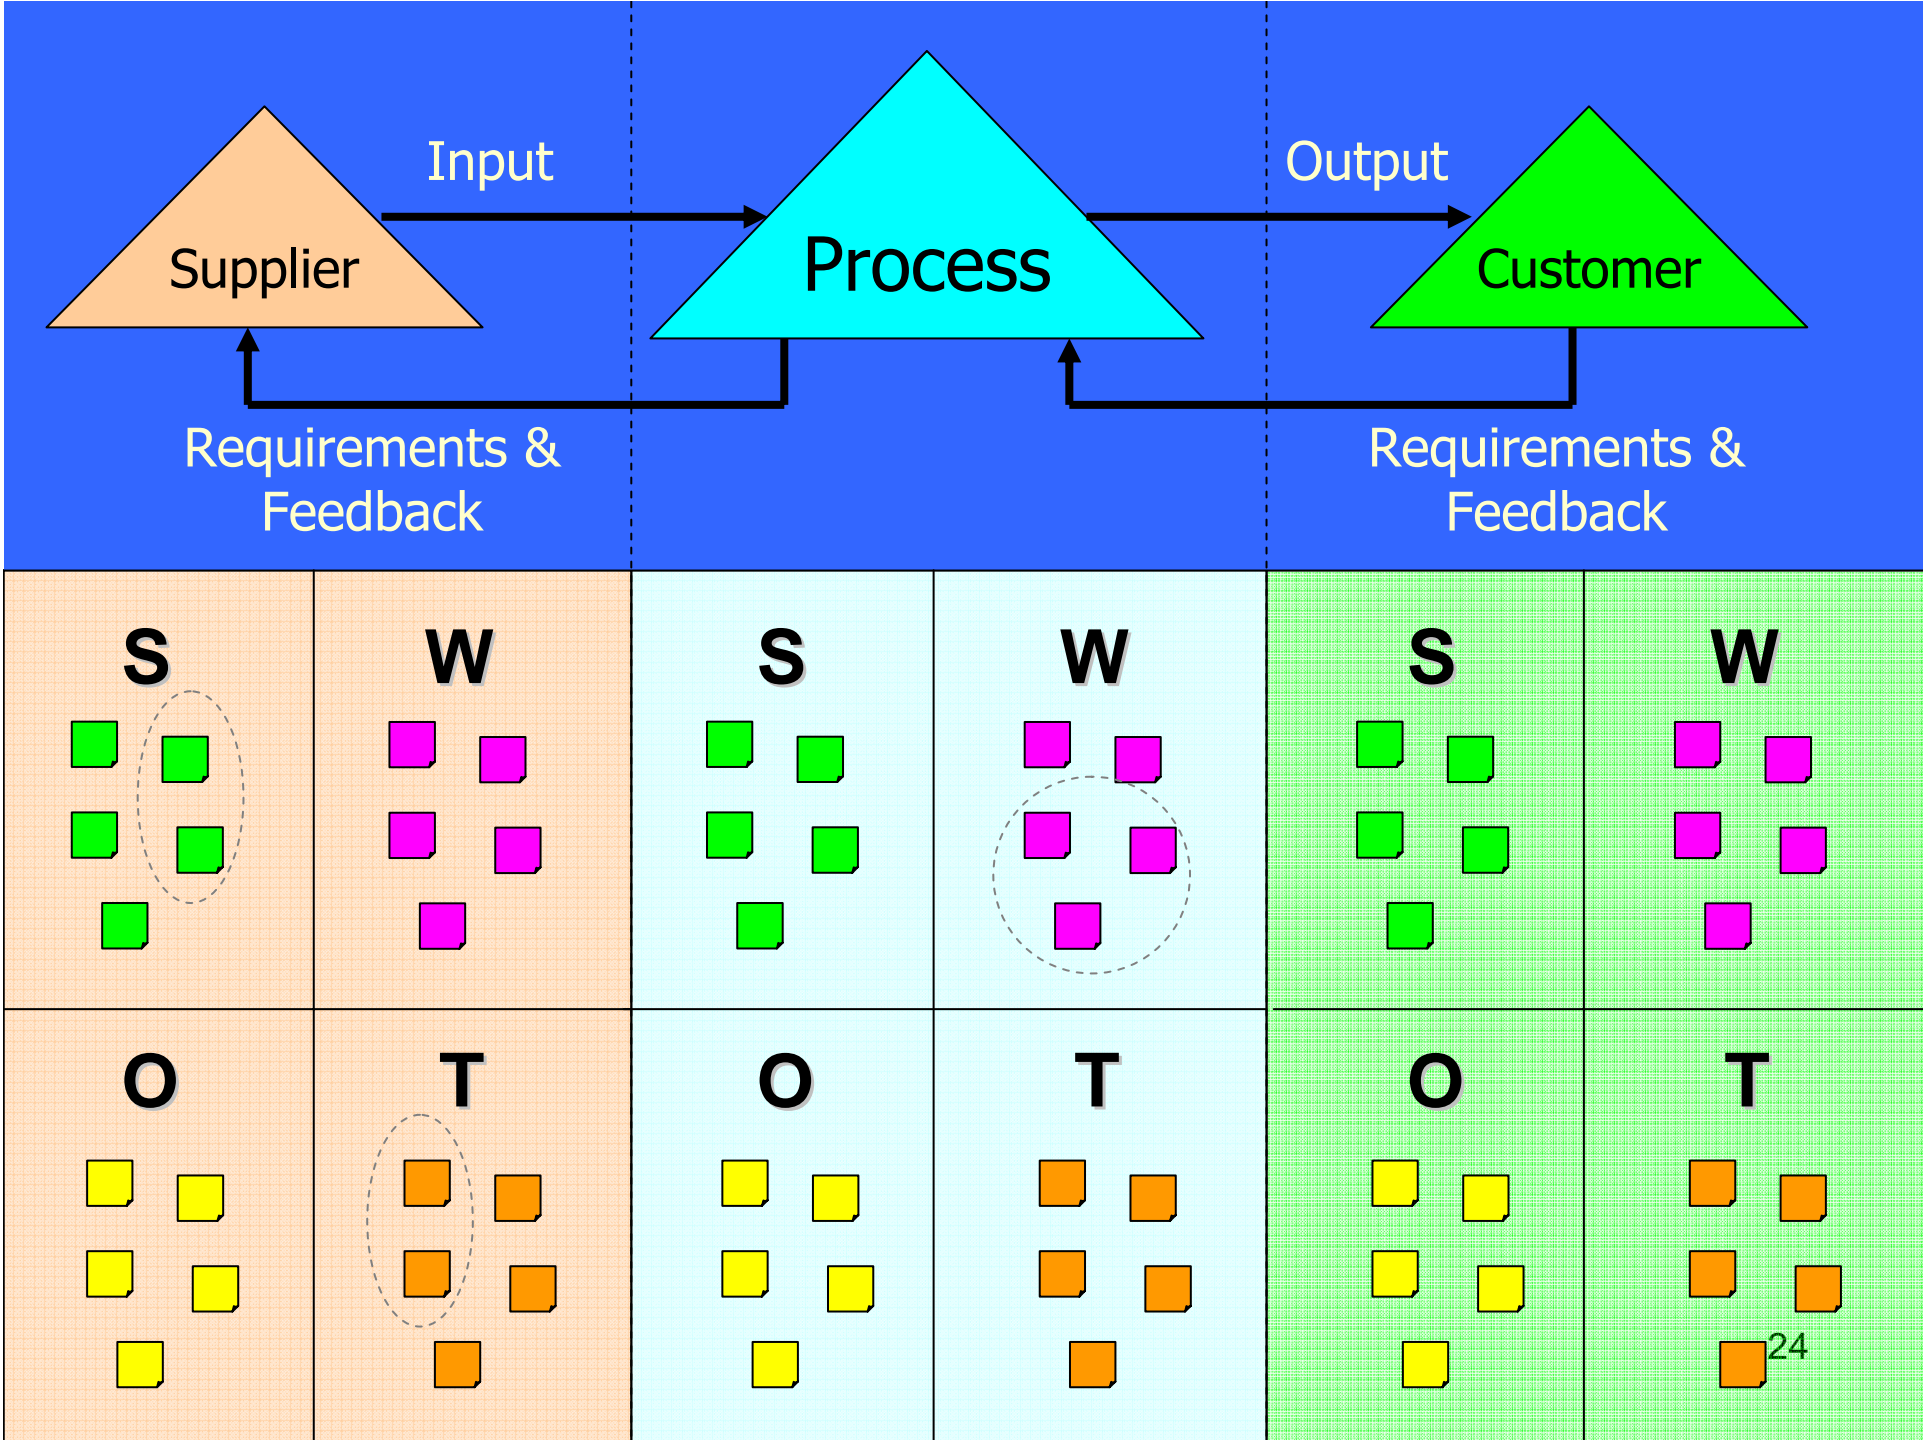 Input
Output
Supplier
Process
Customer
Requirements &
Feedback
Requirements &
Feedback
S
W
S
W
S
W
O
T
O
T
O
T
24